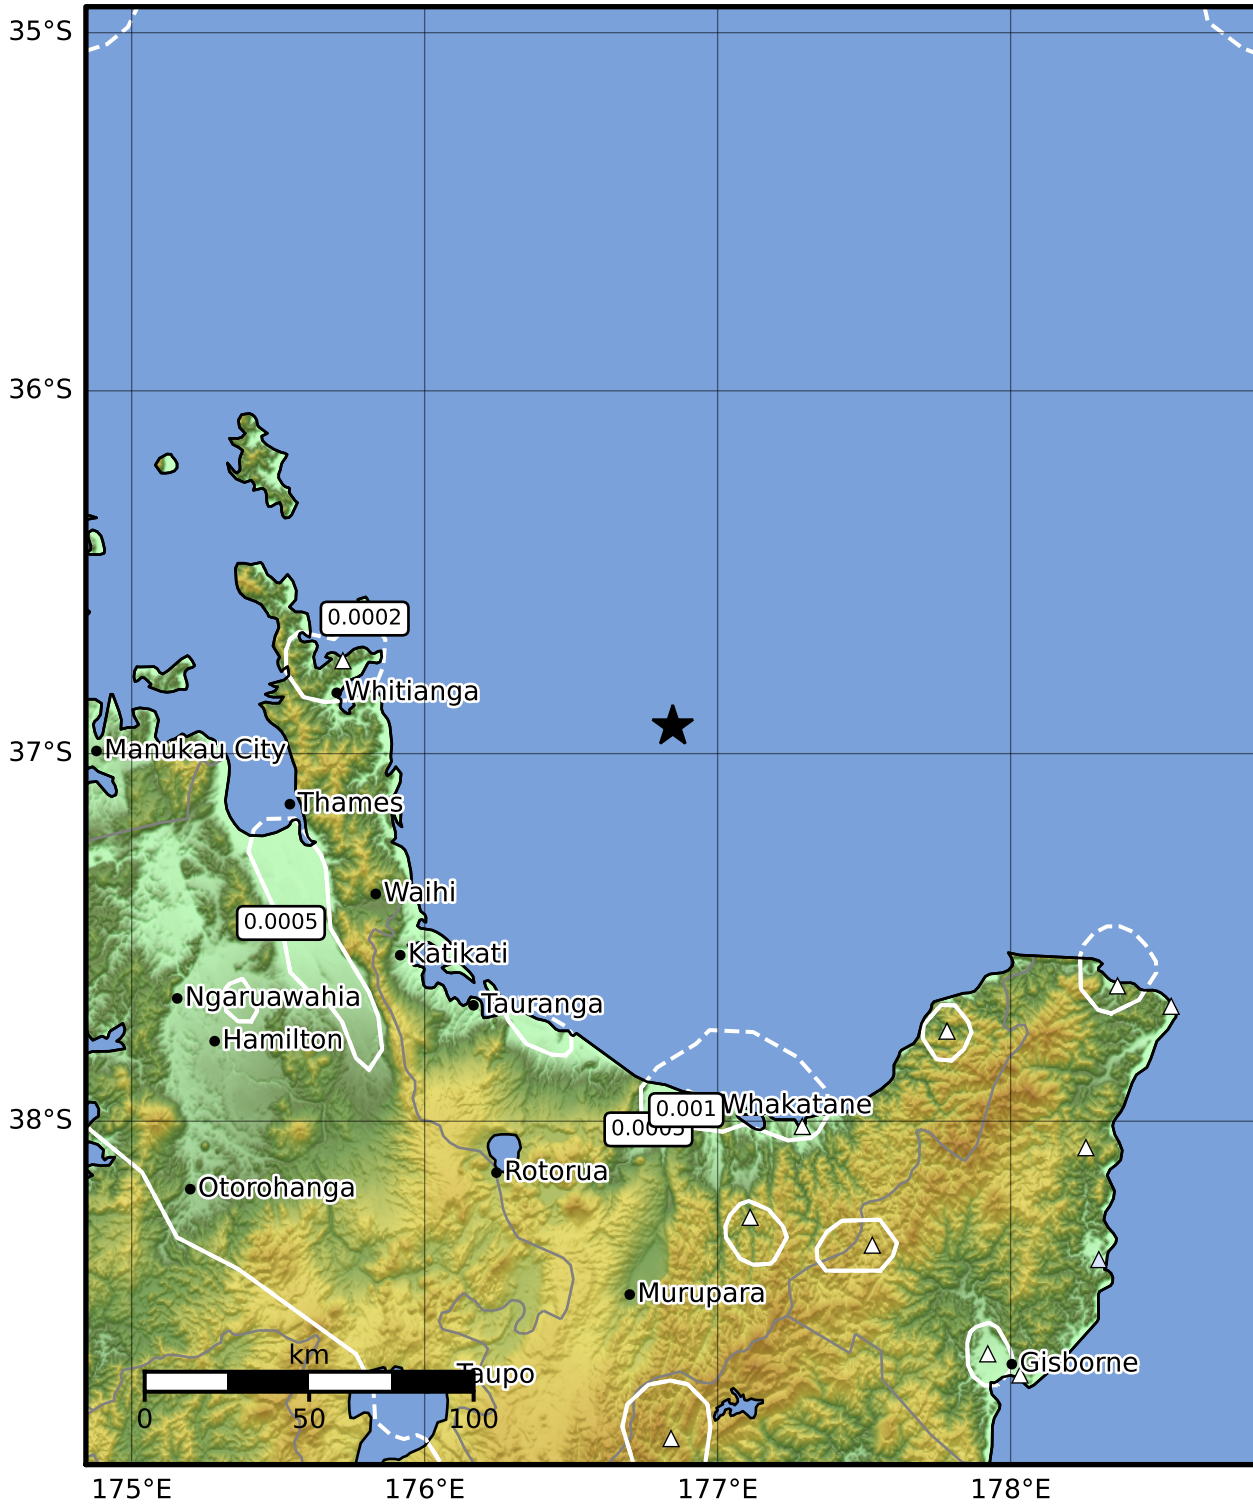 35°S
36°S
0.0002
Whitianga
37°S
Manukau City
Thames
Waihi
0.0005
Katikati
Ngaruawahia
Tauranga
Hamilton
38°S
0.001
Whakatane
Rotorua
Otorohanga
Murupara
km
Taupo
Gisborne
0
50
100
175°E
176°E
177°E
178°E